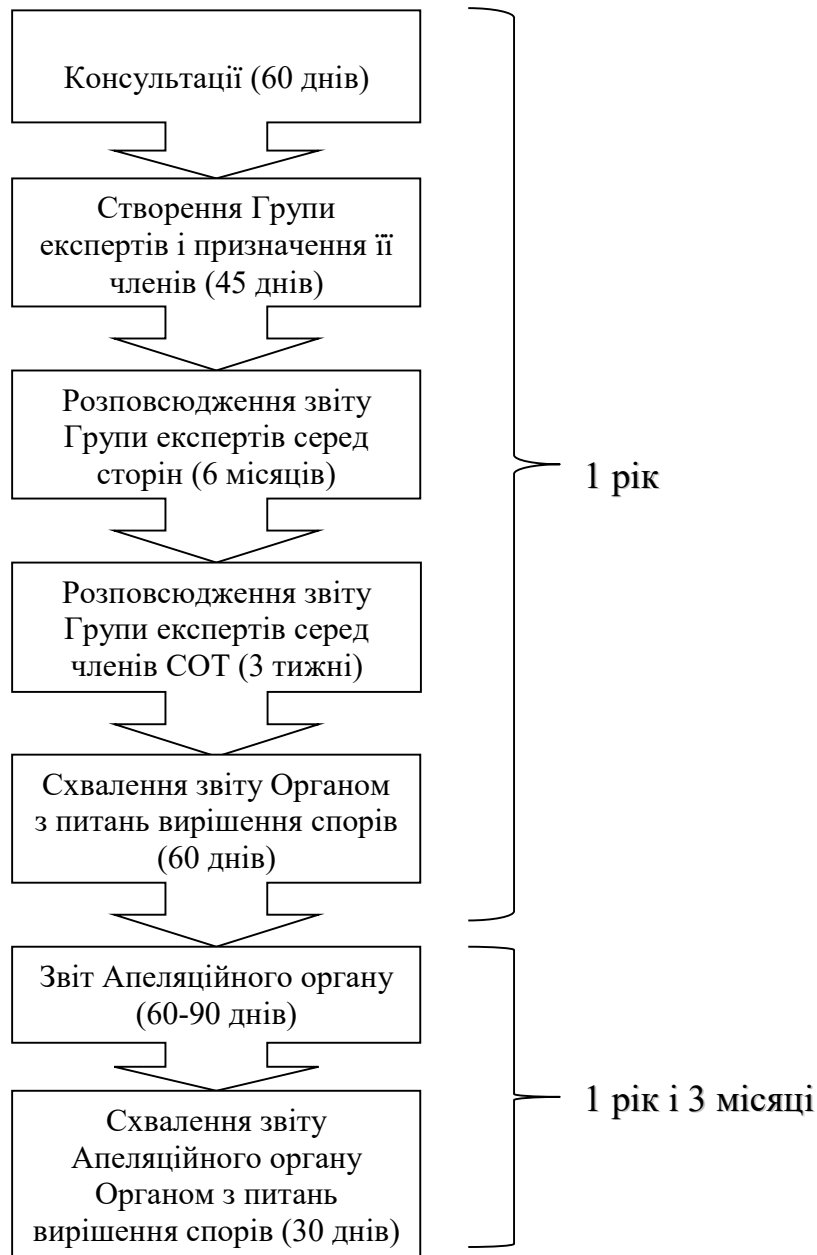 Консультації (60 днів)
Створення Групи
експертів і призначення її
членів (45 днів)
Розповсюдження звіту
Групи експертів серед
сторін (6 місяців)
1 рік
Розповсюдження звіту
Групи експертів серед
членів СОТ (3 тижні)
Схвалення звіту Органом
з питань вирішення спорів
(60 днів)
Звіт Апеляційного органу
(60-90 днів)
1 рік і 3 місяці
Схвалення звіту
Апеляційного органу
Органом з питань
вирішення спорів (30 днів)